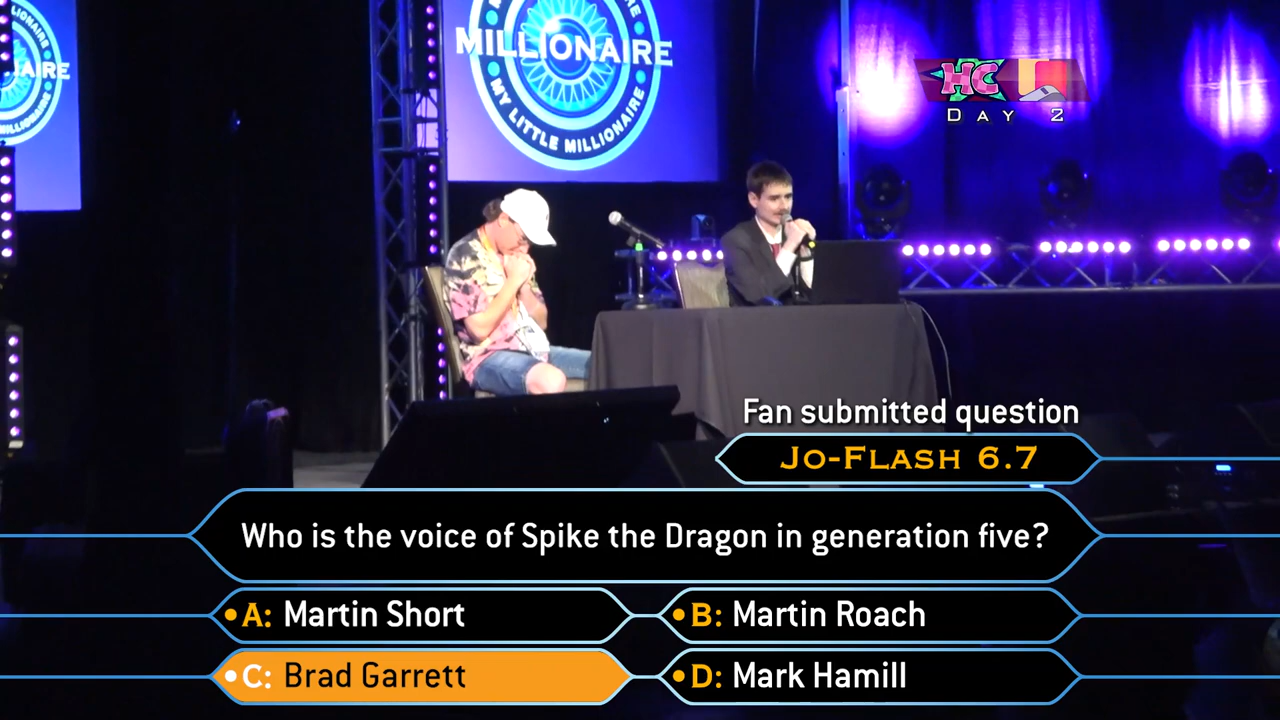 MILLIONAIRE
MY LITTLE MILLIONAIRE
HC
Day 2
Fan submitted question
Jo-Flash 6.7
Who is the voice of Spike the Dragon in generation five?
A: Martin Short
B: Martin Roach
C: Brad Garrett
D: Mark Hamill